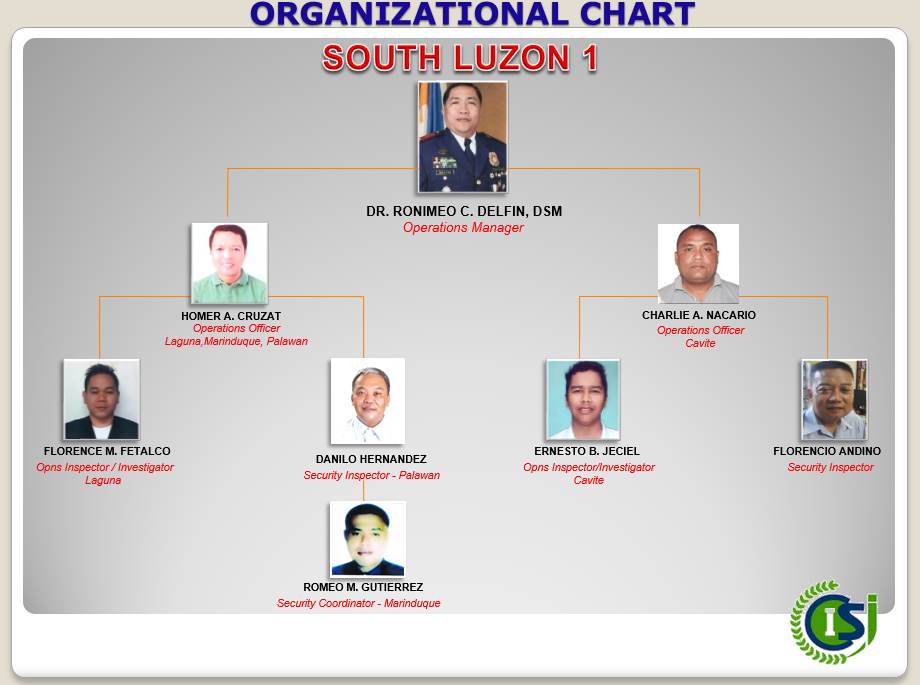 ORGANIZATIONAL CHART
SOUTH LUZON 1
DR. RONIMEO C. DELFIN, DSM
Operations Manager
HOMER A. CRUZAT
Operations Officer
Laguna,Marinduque, Palawan
CHARLIE A. NACARIO
Operations Officer
Cavite
FLORENCE M. FETALCO
Opns Inspector / Investigator
Laguna
DANILO HERNANDEZ
Security Inspector - Palawan
ERNESTO B. JECIEL
Opns Inspector/Investigator
Cavite
FLORENCIO ANDINO
Security Inspector
ROMEO M. GUTIERREZ
Security Coordinator - Marinduque
CISJ